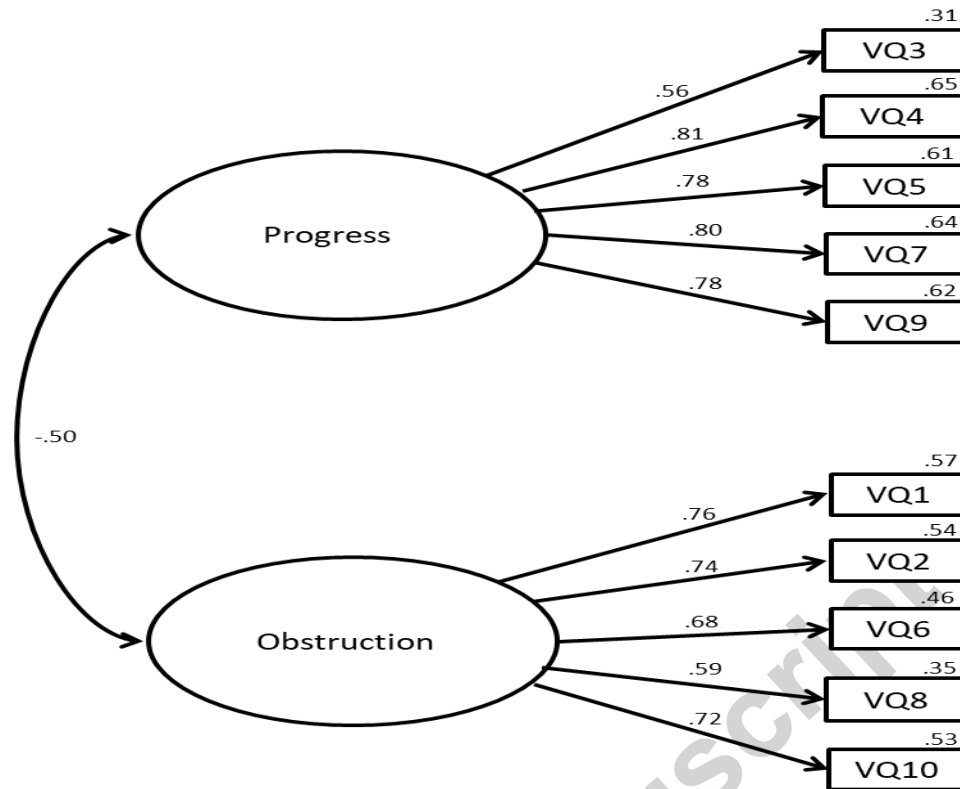 .31
VQ3
.56
.65
VQ4
.81
.61
VQ5
.78
.64
VQ7
.80
.62
VQ9
.78
Progress
-.50
.57
VQ1
.76
.54
VQ2
.74
.46
VQ6
.68
.35
VQ8
.59
.53
VQ10
.72
Obstruction
uscript